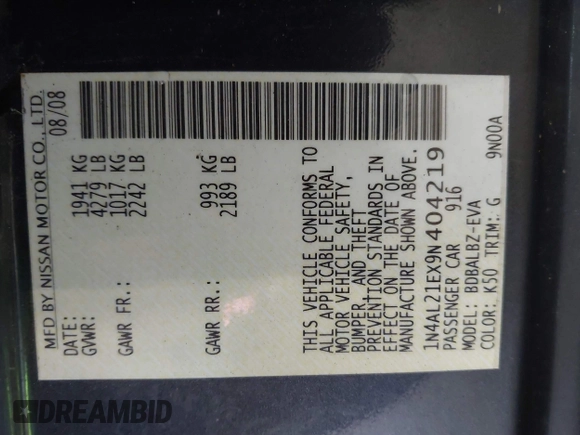 MFD BY NISSAN MOTOR CO., LTD.
DATE: 08/08
GVWR: 1941 KG
4279 LB
GAWR FR.: 1017 KG
2242 LB
GAWR RR.: 993 KG
2189 LB
THIS VEHICLE CONFORMS TO
ALL APPLICABLE FEDERAL
MOTOR VEHICLE SAFETY,
BUMPER, AND THEFT
PREVENTION STANDARDS IN
EFFECT ON THE DATE OF
MANUFACTURE SHOWN ABOVE.
1N4AL21EX9N404219
PASSENGER CAR 916
MODEL: BDBALBZ-EVA
COLOR: K50 TRIM: G 9N00A
DREAMBID